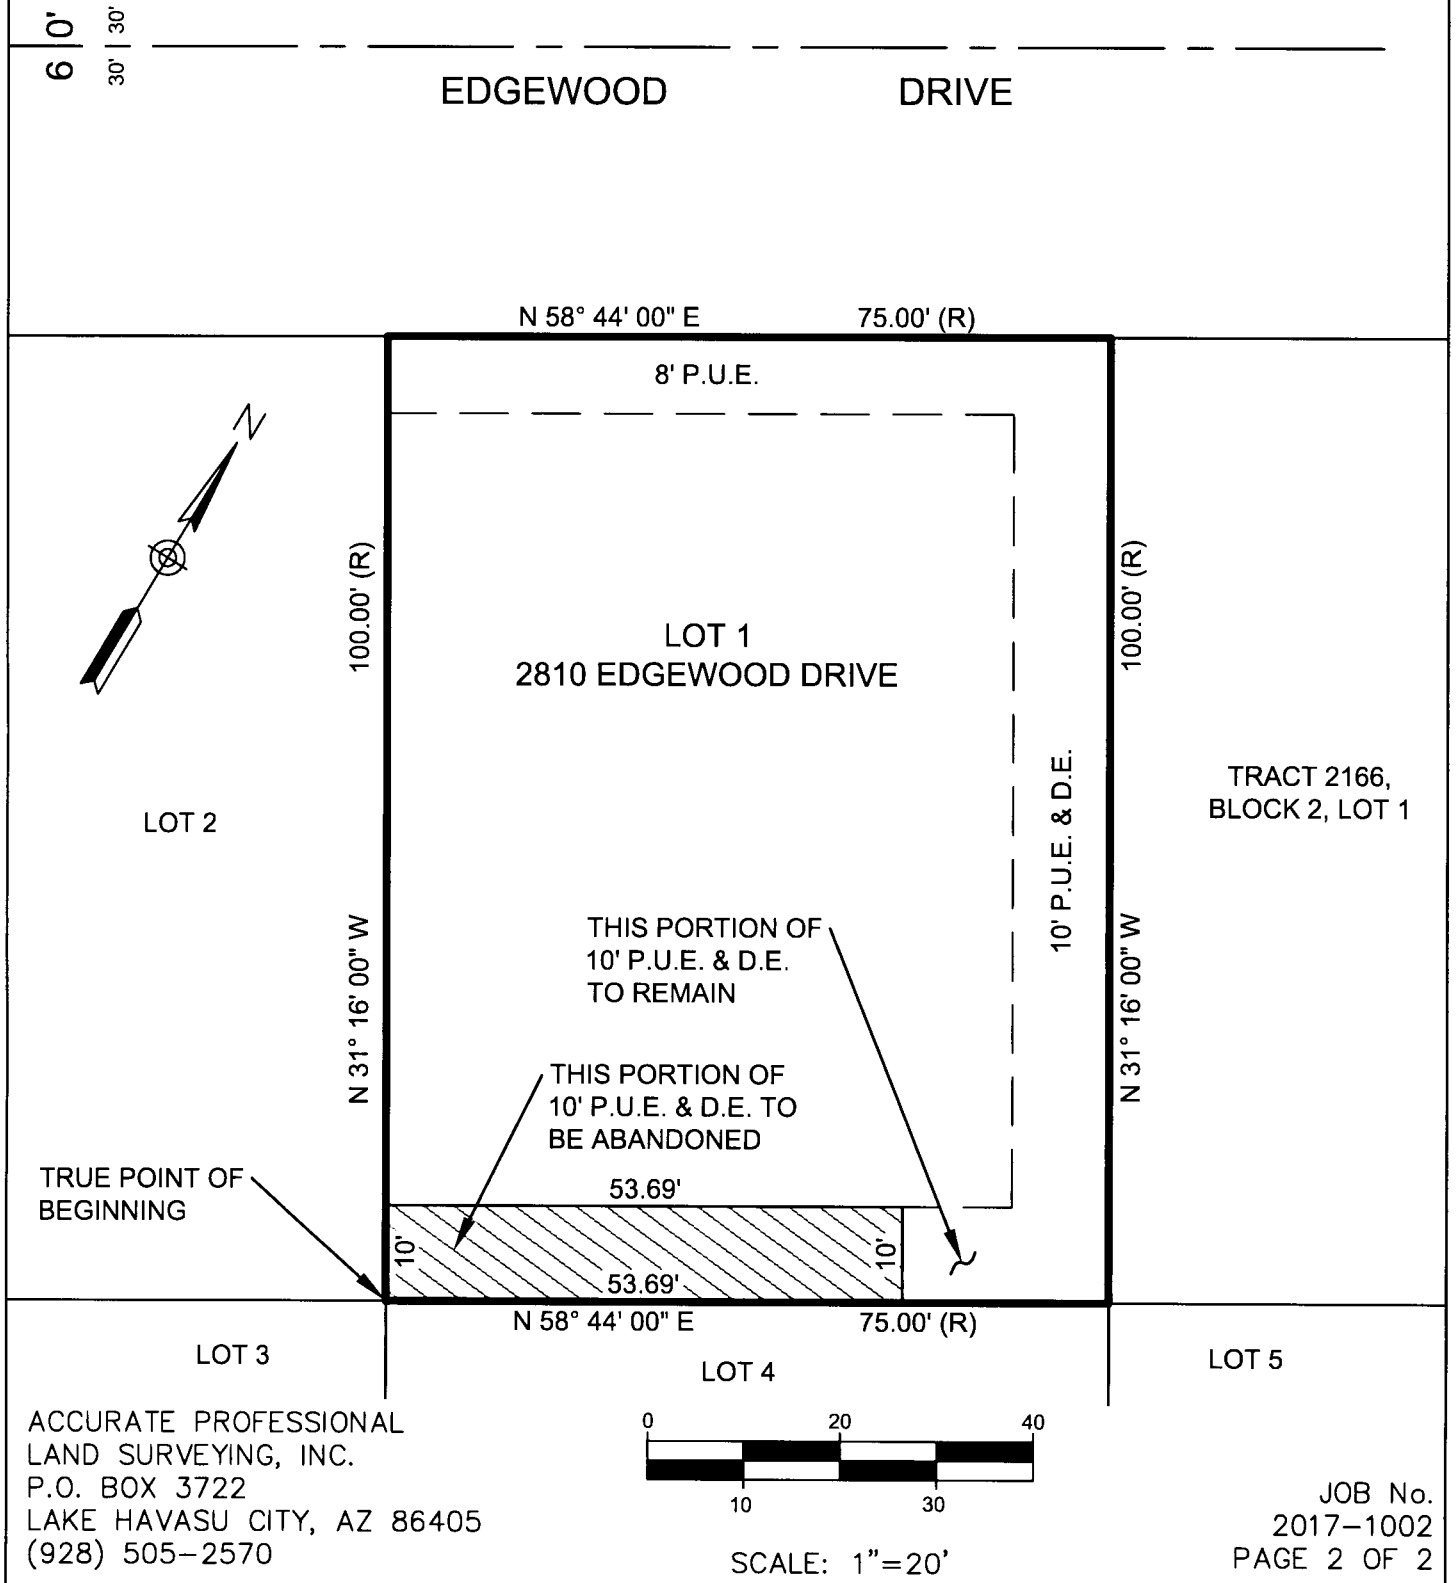 60'
30' 30'
EDGEWOOD DRIVE
N 58° 44' 00" E 75.00' (R)
8' P.U.E.
N
100.00' (R)
100.00' (R)
LOT 1
2810 EDGEWOOD DRIVE
10' P.U.E. & D.E.
TRACT 2166,
BLOCK 2, LOT 1
LOT 2
N 31° 16' 00" W
N 31° 16' 00" W
THIS PORTION OF
10' P.U.E. & D.E.
TO REMAIN
THIS PORTION OF
10' P.U.E. & D.E. TO
BE ABANDONED
TRUE POINT OF
BEGINNING
53.69'
10'
10'
53.69'
N 58° 44' 00" E 75.00' (R)
LOT 3
LOT 4
LOT 5
ACCURATE PROFESSIONAL
LAND SURVEYING, INC.
P.O. BOX 3722
LAKE HAVASU CITY, AZ 86405
(928) 505-2570
0 20 40
10 30
SCALE: 1"=20'
JOB No.
2017-1002
PAGE 2 OF 2